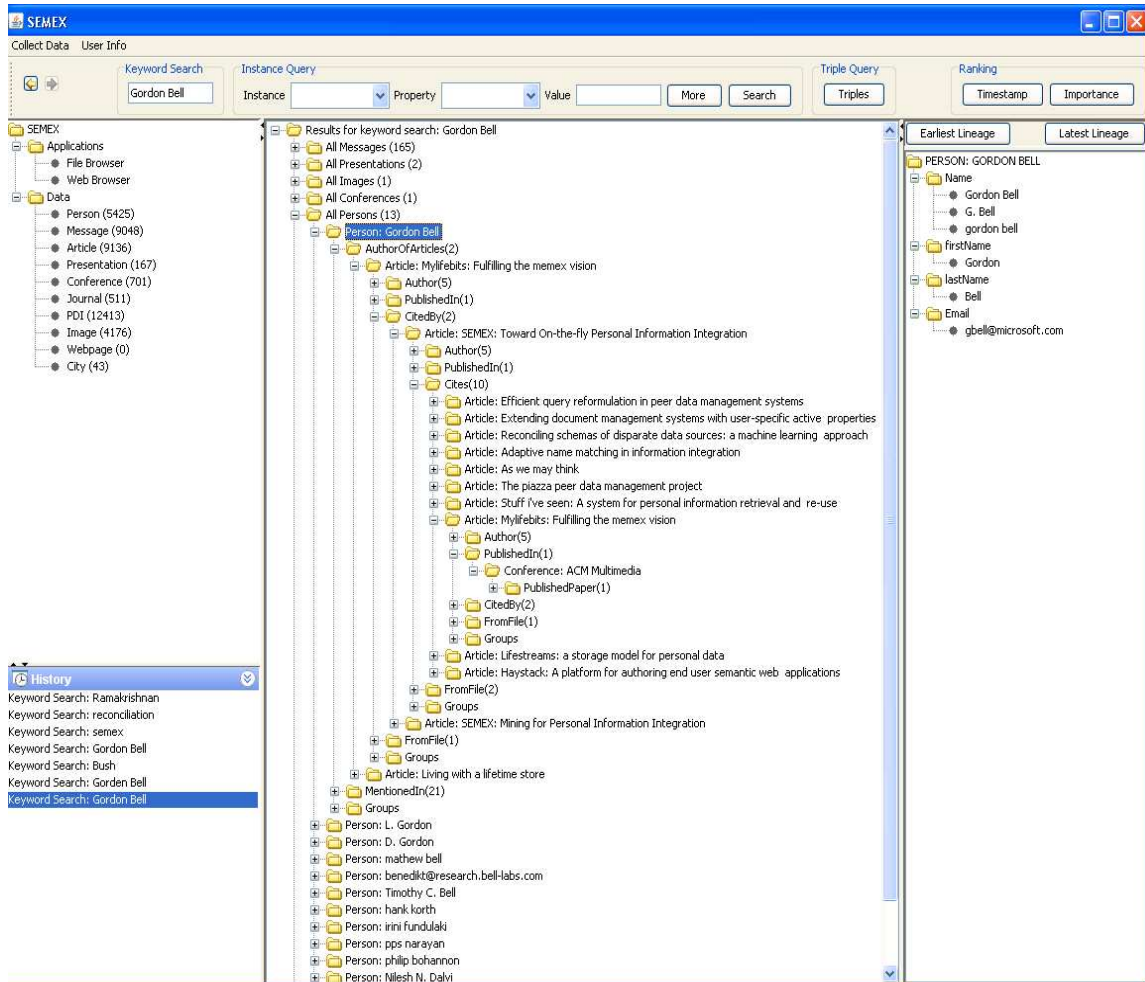 SEMEX
Collect Data User Info
Keyword Search Instance Query Triple Query Ranking
Gordon Bell Instance Property Value More Search Triples Timestamp Importance
SEMEX
Applications
File Browser
Web Browser
Data
Person (5425)
Message (9048)
Article (9136)
Presentation (167)
Conference (701)
Journal (511)
PDI (12413)
Image (4176)
Webpage (0)
City (43)
History
Keyword Search: Ramakrishnan
Keyword Search: reconciliation
Keyword Search: semex
Keyword Search: Gordon Bell
Keyword Search: Bush
Keyword Search: Gorden Bell
Keyword Search: Gordon Bell
Results for keyword search: Gordon Bell
All Messages (165)
All Presentations (2)
All Images (1)
All Conferences (1)
All Persons (13)
Person: Gordon Bell
AuthorOfArticles(2)
Article: Mylifebits: Fulfilling the memex vision
Author(5)
PublishedIn(1)
CitedBy(2)
Article: SEMEX: Toward On-the-fly Personal Information Integration
Author(5)
PublishedIn(1)
Cites(10)
Article: Efficient query reformulation in peer data management systems
Article: Extending document management systems with user-specific active properties
Article: Reconciling schemas of disparate data sources: a machine learning approach
Article: Adaptive name matching in information integration
Article: As we may think
Article: The piazza peer data management project
Article: Stuff i've seen: A system for personal information retrieval and re-use
Article: Mylifebits: Fulfilling the memex vision
Author(5)
PublishedIn(1)
Conference: ACM Multimedia
PublishedPaper(1)
CitedBy(2)
FromFile(1)
Groups
Article: Lifestreams: a storage model for personal data
Article: Haystack: A platform for authoring end user semantic web applications
FromFile(2)
Groups
Article: SEMEX: Mining for Personal Information Integration
FromFile(1)
Groups
Article: Living with a lifetime store
MentionedIn(21)
Groups
Person: L. Gordon
Person: D. Gordon
Person: mathew bell
Person: benedikt@research.bell-labs.com
Person: Timothy C. Bell
Person: hank korth
Person: irini fundulaki
Person: pps narayan
Person: philip bohannon
Person: Nilesh N. Dalvi
Earliest Lineage Latest Lineage
PERSON: GORDON BELL
Name
Gordon Bell
G. Bell
gordon bell
firstName
Gordon
lastName
Bell
Email
gbell@microsoft.com